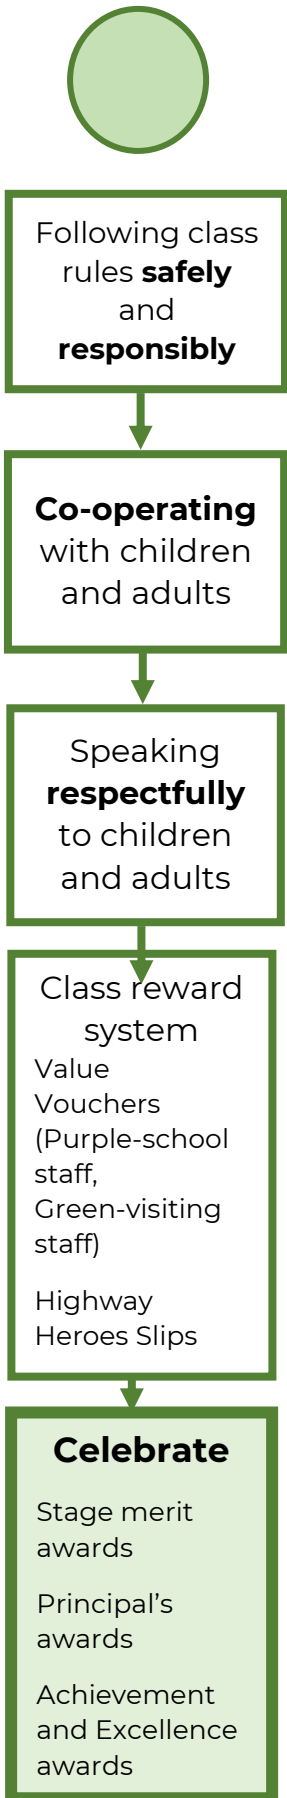 Following class
rules safely
and
responsibly
Co-operating
with children
and adults
Speaking
respectfully
to children
and adults
Class reward
system
Value
Vouchers
(Purple-school
staff,
Green-visiting
staff)
Highway
Heroes Slips
Celebrate
Stage merit
awards
Principal’s
awards
Achievement
and Excellence
awards